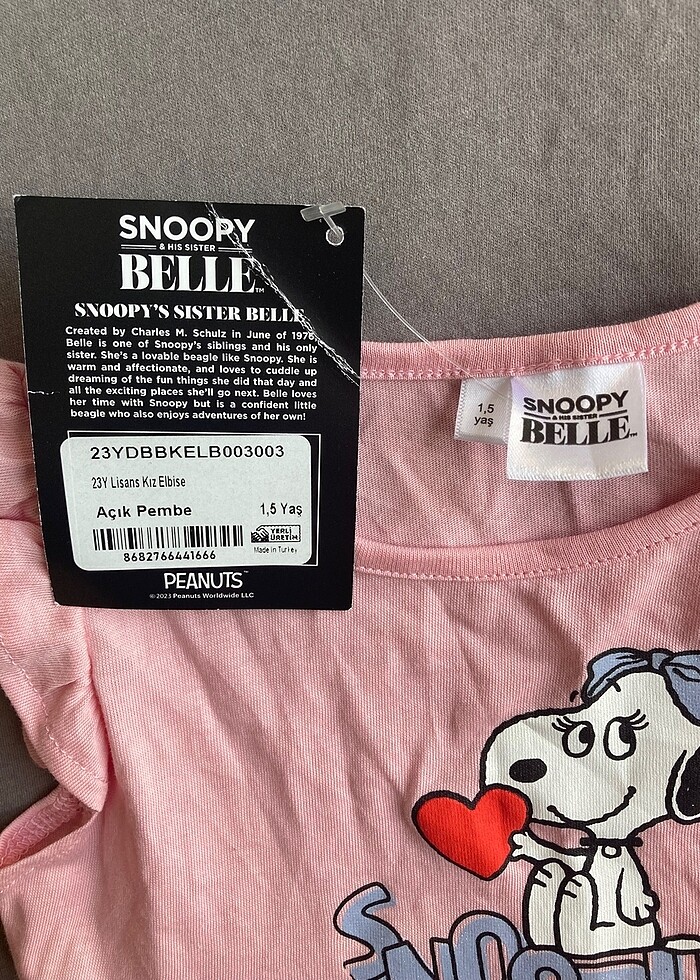 SNOOPY
& HIS SISTER
BELLE™
SNOOPY'S SISTER BELLE
Created by Charles M. Schulz in June of 1976,
Belle is one of Snoopy's siblings and his only
sister. She's a lovable beagle like Snoopy. She is
warm and affectionate, and loves to cuddle up
dreaming of the fun things she did that day and
all the exciting places she'll go next. Belle loves
her time with Snoopy but is a confident little
beagle who also enjoys adventures of her own!
23YDBBKELB003003
23Y Lisans Kız Elbise
Açık Pembe 1,5 Yaş
YERLİ
ÜRETİM
Made in Turkey
8682766441666
PEANUTS™
©2023 Peanuts Worldwide LLC
1,5
yaş
SNOOPY
& HIS SISTER
BELLE™